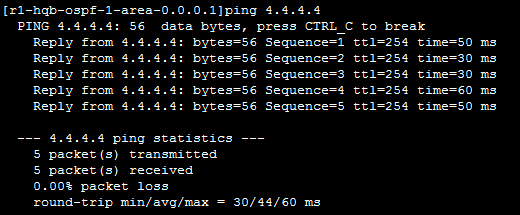 [r1-hqb-ospf-1-area-0.0.0.1]ping 4.4.4.4
PING 4.4.4.4: 56  data bytes, press CTRL_C to break
Reply from 4.4.4.4: bytes=56 Sequence=1 ttl=254 time=50 ms
Reply from 4.4.4.4: bytes=56 Sequence=2 ttl=254 time=30 ms
Reply from 4.4.4.4: bytes=56 Sequence=3 ttl=254 time=30 ms
Reply from 4.4.4.4: bytes=56 Sequence=4 ttl=254 time=60 ms
Reply from 4.4.4.4: bytes=56 Sequence=5 ttl=254 time=50 ms
--- 4.4.4.4 ping statistics ---
5 packet(s) transmitted
5 packet(s) received
0.00% packet loss
round-trip min/avg/max = 30/44/60 ms